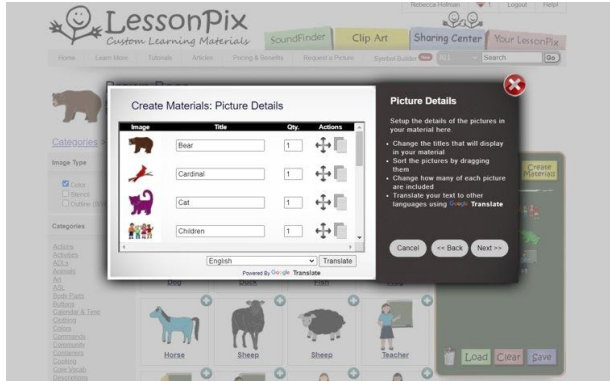 Rebecca Hofman
1
Logout
Help!
LessonPix
Custom Learning Materials
SoundFinder
Clip Art
Sharing Center
Your LessonPix
Home
Learn More
Tutorials
Articles
Pricing & Benefits
Request a Picture
Symbol Builder
Search
Go
Categories
Image Type
Color
Stencil
Outline
Categories
Actions
Activities
ADLs
Animals
Art
ASL
Body Parts
Buttons
Calendar & Time
Clothing
Colors
Commands
Community
Containers
Cooking
Core Vocab
Descriptions
Create Materials: Picture Details
Image Title Qty. Actions
Bear 1
Cardinal 1
Cat 1
Children 1
English Translate
Powered By Google Translate
Picture Details
Setup the details of the pictures in
your material here.
• Change the titles that will display
in your material
• Sort the pictures by dragging
them
• Change how many of each picture
are included
• Translate your text to other
languages using Google Translate
Cancel << Back Next >>
Create
Material
Horse Sheep Sheep Teacher
Load Clear Save